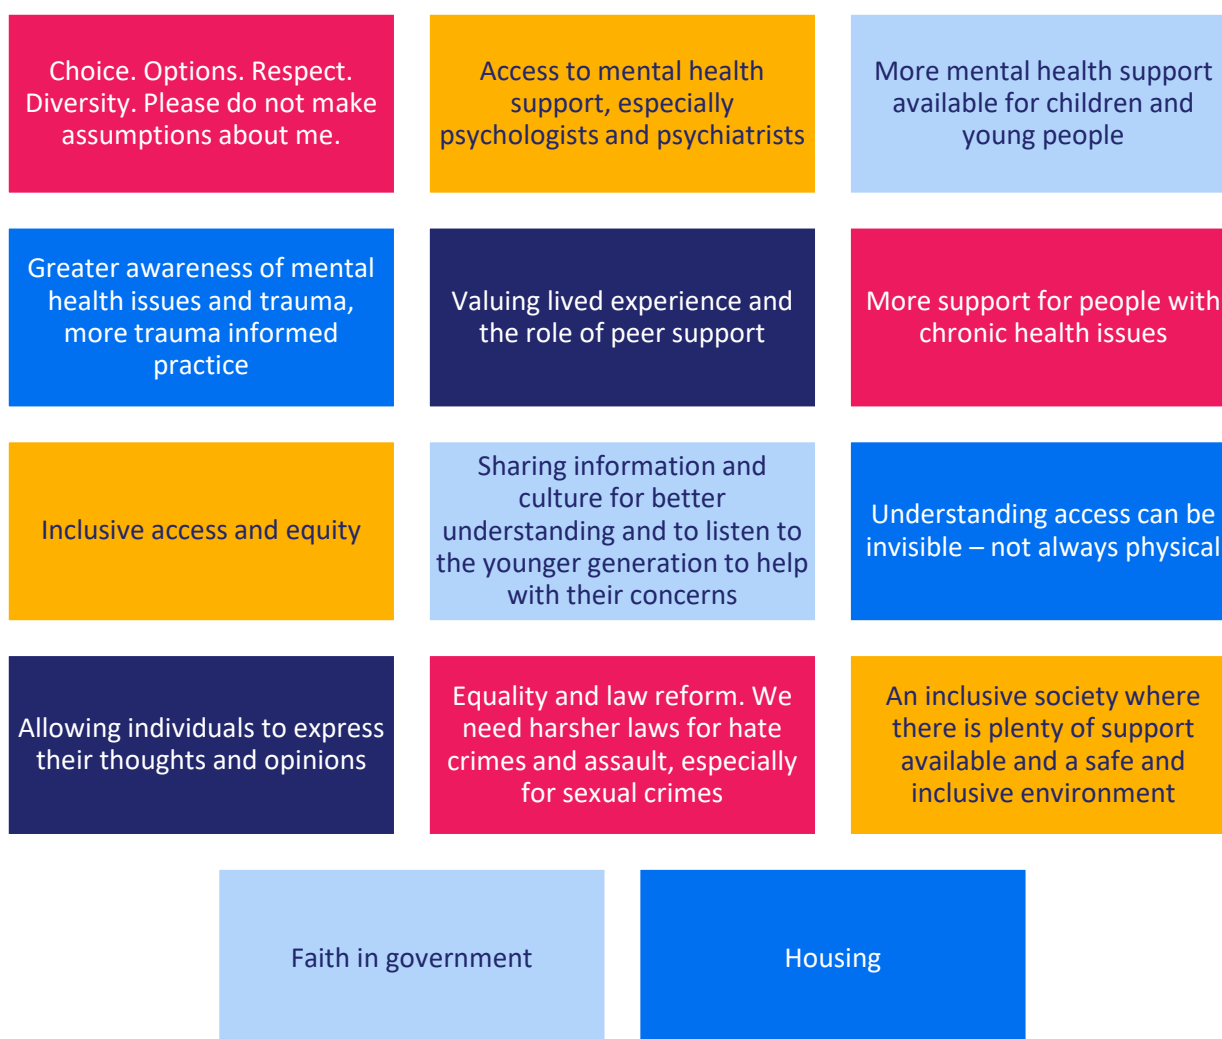 Choice. Options. Respect.
Diversity. Please do not make
assumptions about me.
Access to mental health
support, especially
psychologists and psychiatrists
More mental health support
available for children and
young people
Greater awareness of mental
health issues and trauma,
more trauma informed
practice
Valuing lived experience and
the role of peer support
More support for people with
chronic health issues
Inclusive access and equity
Sharing information and
culture for better
understanding and to listen to
the younger generation to help
with their concerns
Understanding access can be
invisible – not always physical
Allowing individuals to express
their thoughts and opinions
Equality and law reform. We
need harsher laws for hate
crimes and assault, especially
for sexual crimes
An inclusive society where
there is plenty of support
available and a safe and
inclusive environment
Faith in government
Housing